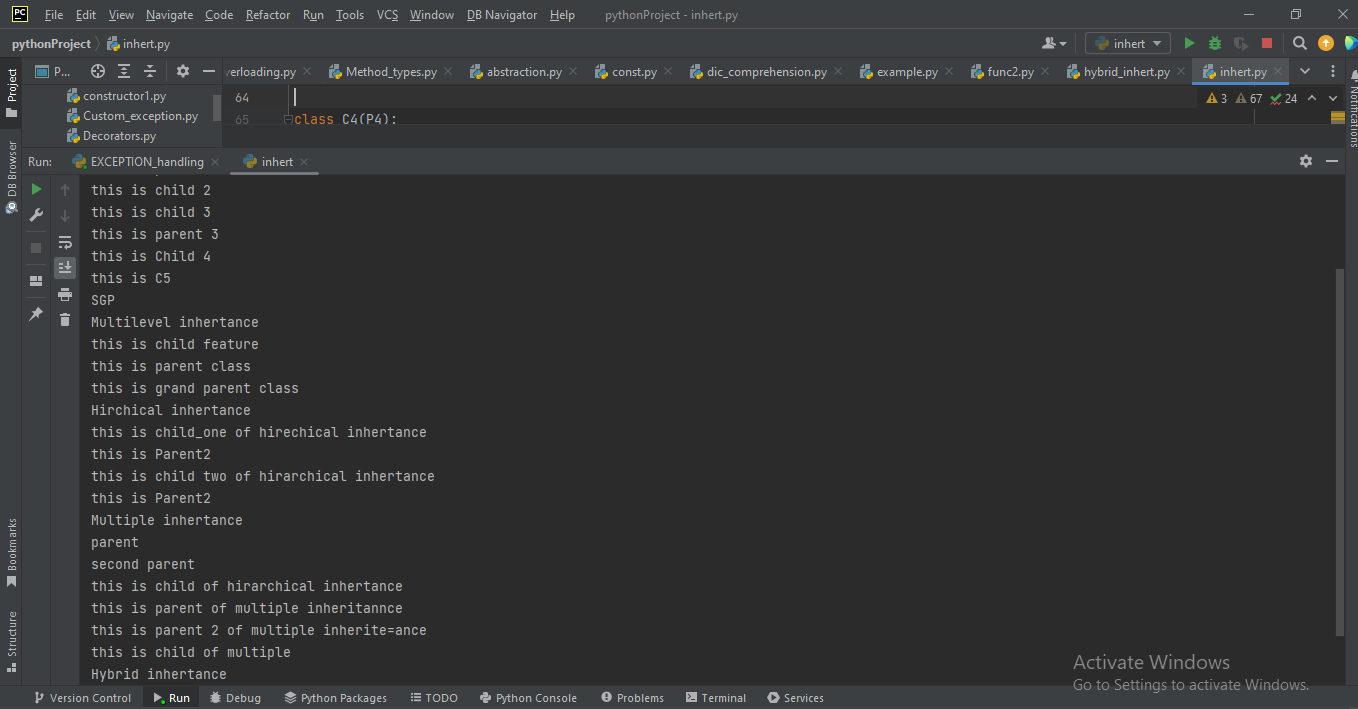 PC File Edit View Navigate Code Refactor Run Tools VCS Window DB Navigator Help pythonProject - inhert.py
pythonProject inhert.py inhert
Project P... verloading.py Method_types.py abstraction.py const.py dic_comprehension.py example.py func2.py hybrid_inhert.py inhert.py
constructor1.py 64 3 67 24
Custom_exception.py 65 class C4(P4):
Decorators.py
Notifications
DB Browser
Run: EXCEPTION_handling inhert
this is child 2
this is child 3
this is parent 3
this is Child 4
this is C5
SGP
Multilevel inhertance
this is child feature
this is parent class
this is grand parent class
Hirchical inhertance
this is child_one of hirechical inhertance
this is Parent2
this is child two of hirarchical inhertance
this is Parent2
Multiple inhertance
parent
second parent
this is child of hirarchical inhertance
this is parent of multiple inheritannce
this is parent 2 of multiple inherite=ance
this is child of multiple
Hybrid inhertance
Bookmarks
Structure
Activate Windows
Go to Settings to activate Windows.
Version Control Run Debug Python Packages TODO Python Console Problems Terminal Services